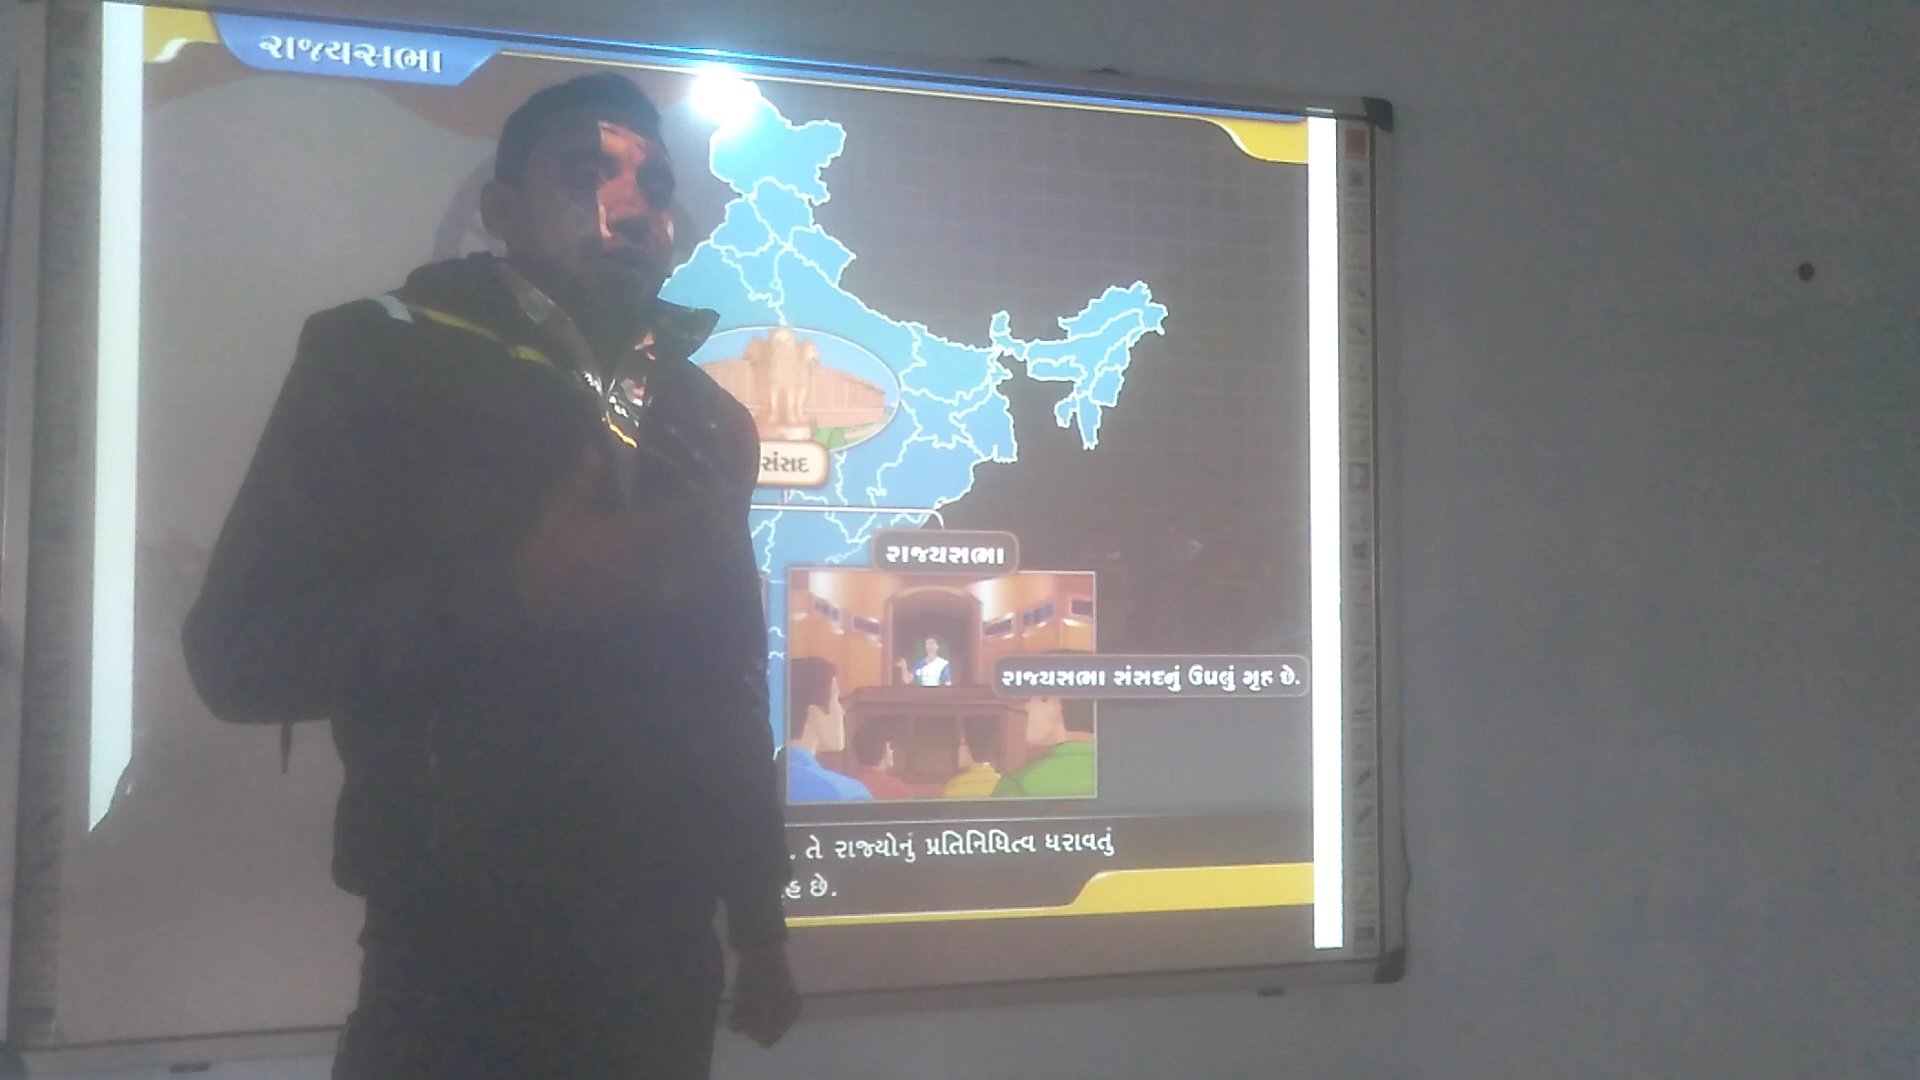 રાજ્યસભા
સંસદ
રાજ્યસભા
રાજ્યસભા સંસદનું ઉપલું ગૃહ છે.
. તે રાજ્યોનું પ્રતિનિધિત્વ ધરાવતું
છે.